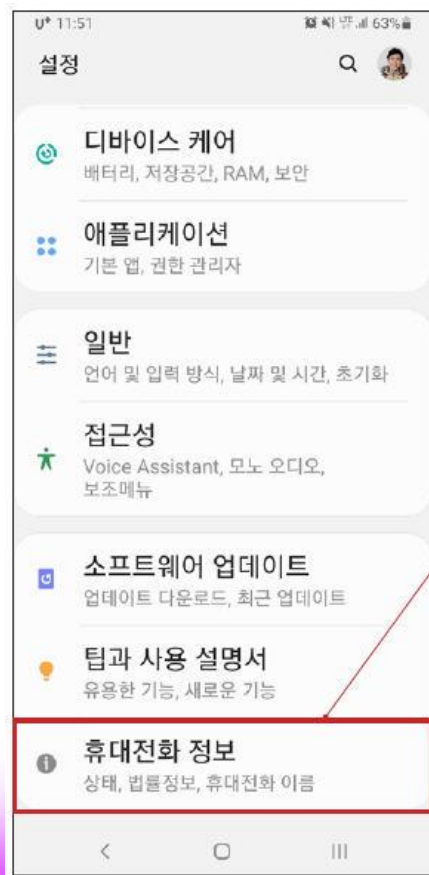 U+ 11:51 63%
설정
디바이스 케어
배터리, 저장공간, RAM, 보안
애플리케이션
기본 앱, 권한 관리자
일반
언어 및 입력 방식, 날짜 및 시간, 초기화
접근성
Voice Assistant, 모노 오디오,
보조메뉴
소프트웨어 업데이트
업데이트 다운로드, 최근 업데이트
팁과 사용 설명서
유용한 기능, 새로운 기능
휴대전화 정보
상태, 법률정보, 휴대전화 이름